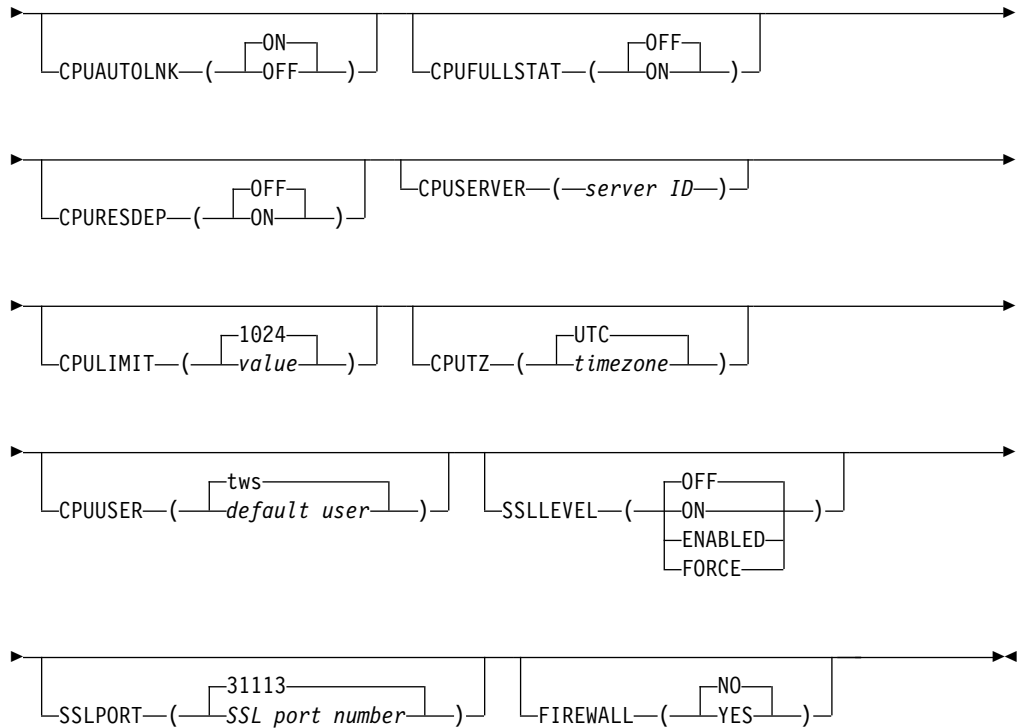 ON OFF
CPUAUTOLNK ( OFF ) CPUFULLSTAT ( ON )
OFF
CPURESDEP ( ON ) CPUSERVER ( server ID )
1024 UTC
CPULIMIT ( value ) CPUTZ ( timezone )
tws OFF
CPUUSER ( default user ) SSLLEVEL ( ON )
ENABLED
FORCE
31113 NO
SSLPORT ( SSL port number ) FIREWALL ( YES )